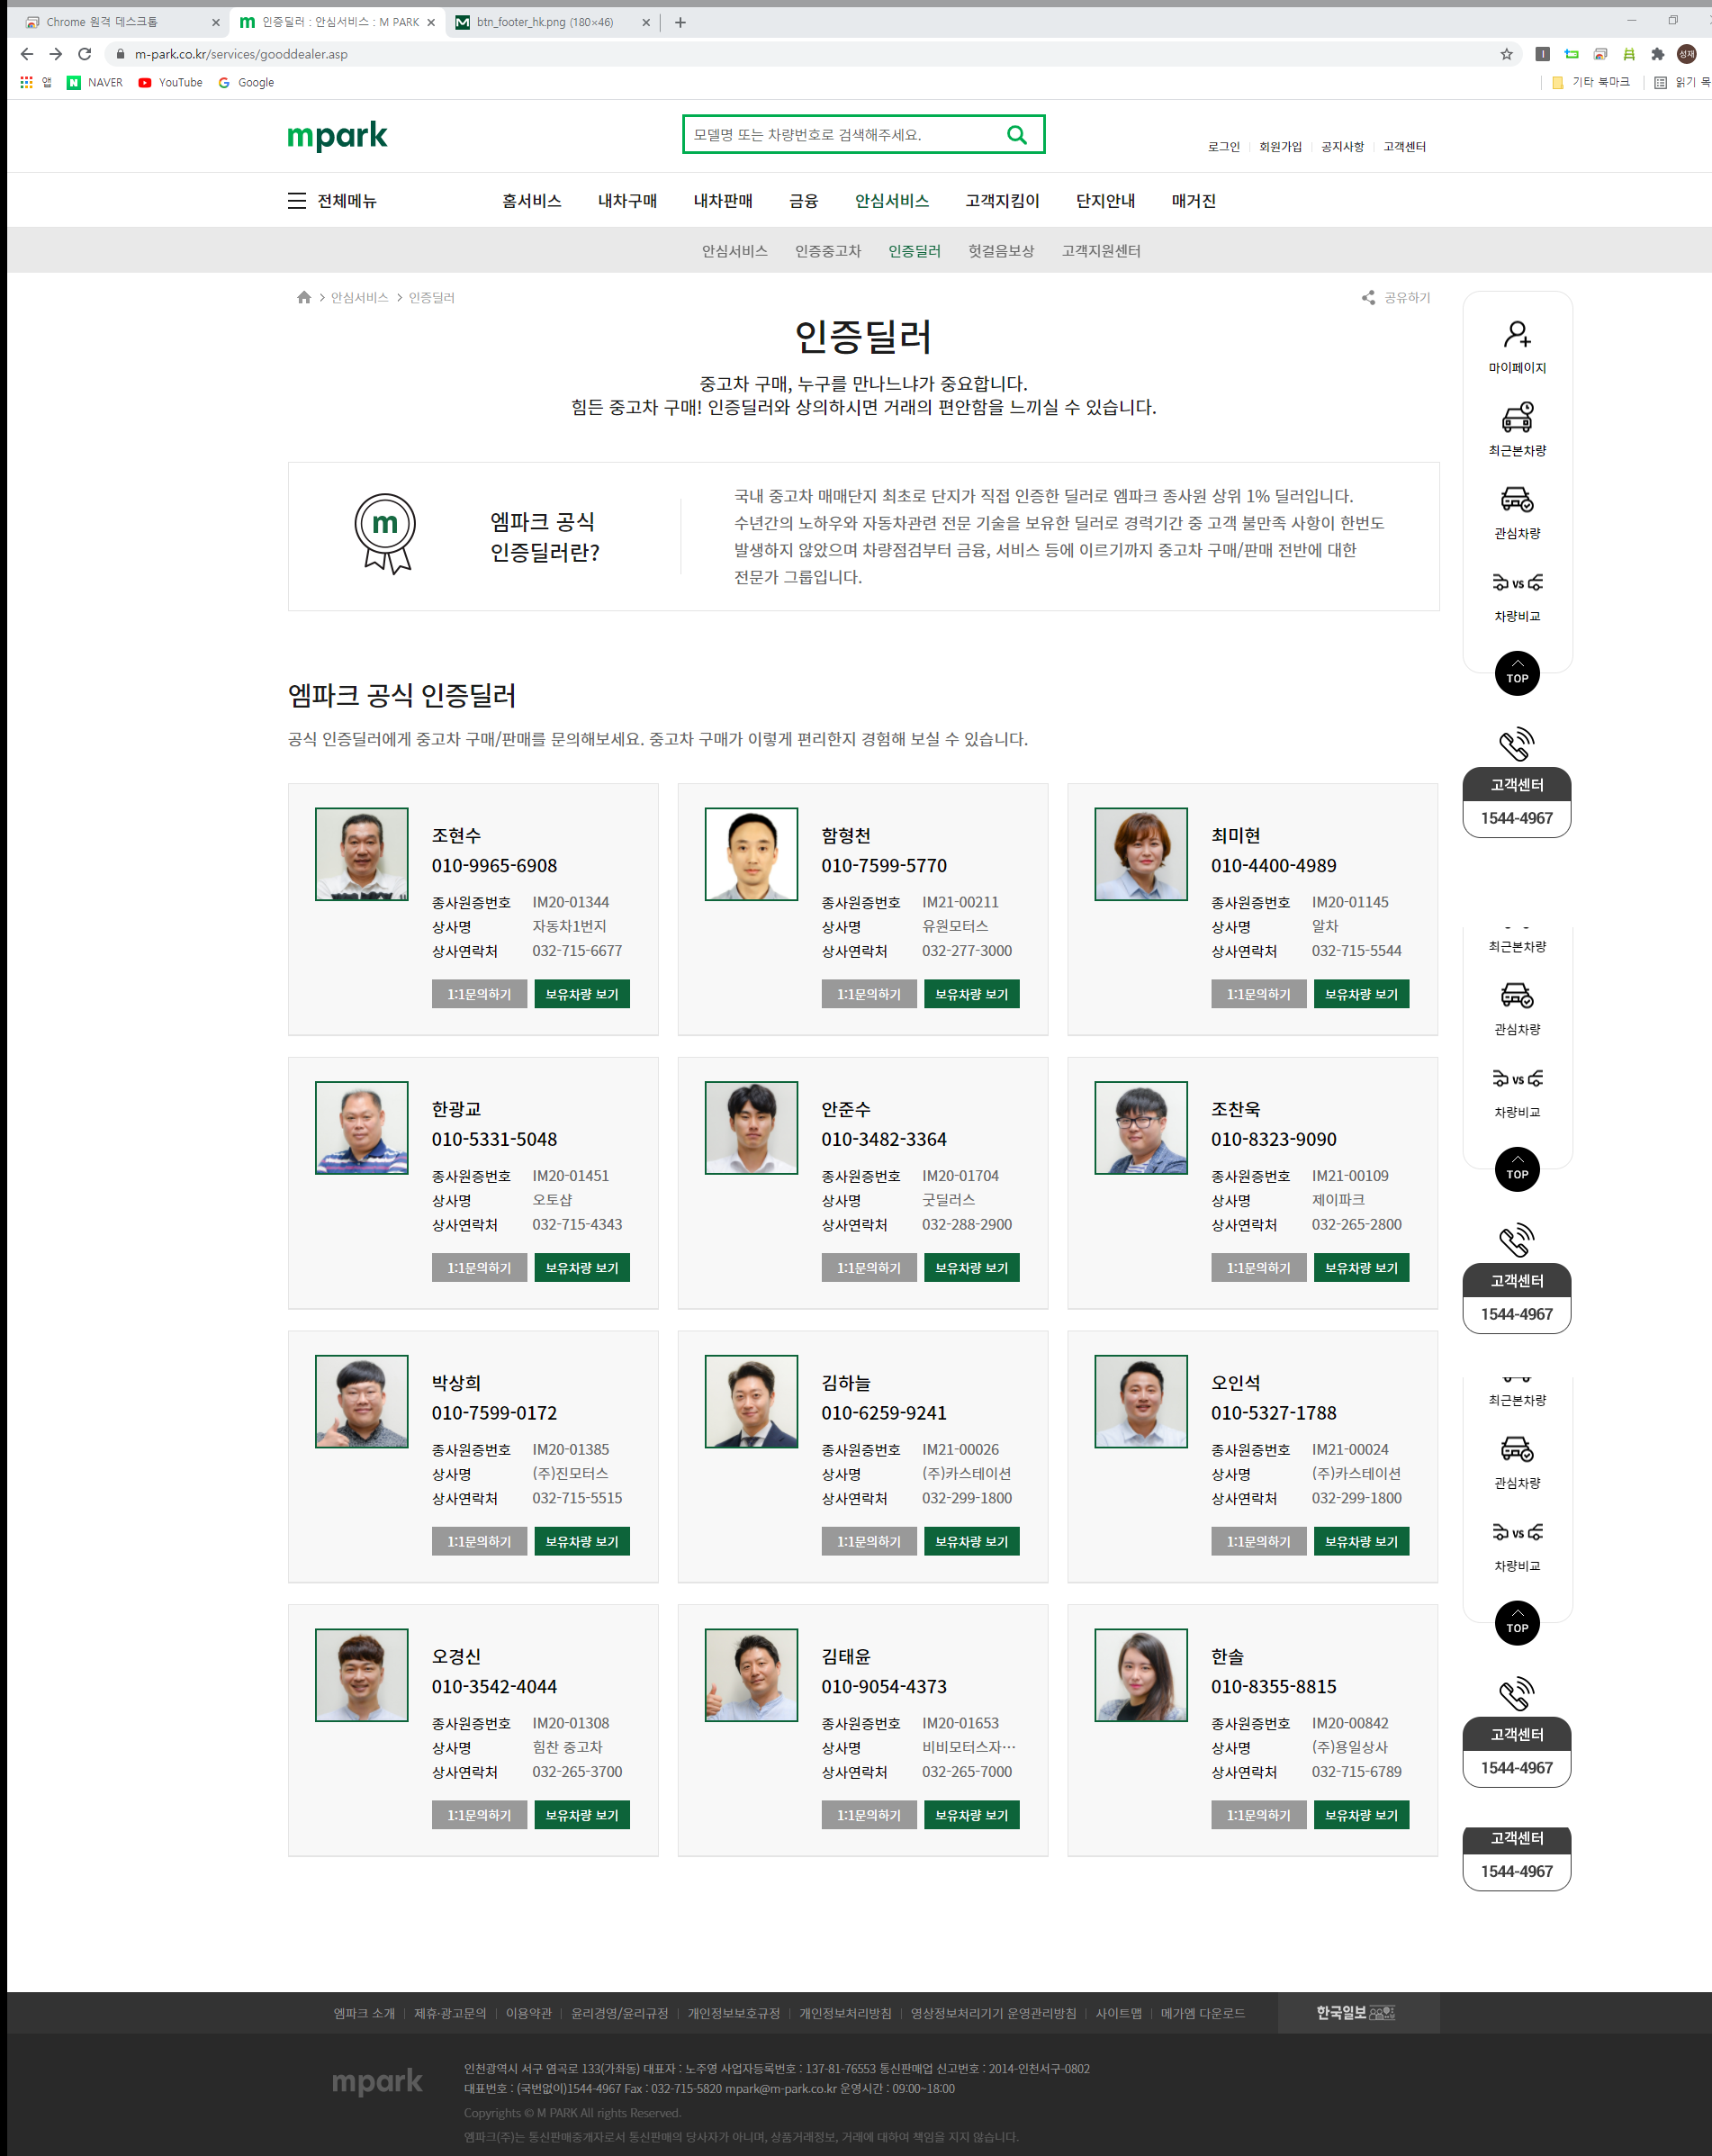 Chrome 원격 데스크톱
인증딜러 : 안심서비스 : M PARK
btn_footer_hk.png (180×46)
m-park.co.kr/services/gooddealer.asp
성재
앱 NAVER YouTube Google
기타 북마크 읽기 목
mpark
모델명 또는 차량번호로 검색해주세요.
로그인 회원가입 공지사항 고객센터
전체메뉴 홈서비스 내차구매 내차판매 금융 안심서비스 고객지킴이 단지안내 매거진
안심서비스 인증중고차 인증딜러 헛걸음보상 고객지원센터
안심서비스 인증딜러
공유하기
인증딜러
중고차 구매, 누구를 만나느냐가 중요합니다.
힘든 중고차 구매! 인증딜러와 상의하시면 거래의 편안함을 느끼실 수 있습니다.
m
엠파크 공식
인증딜러란?
국내 중고차 매매단지 최초로 단지가 직접 인증한 딜러로 엠파크 종사원 상위 1% 딜러입니다.
수년간의 노하우와 자동차관련 전문 기술을 보유한 딜러로 경력기간 중 고객 불만족 사항이 한번도
발생하지 않았으며 차량점검부터 금융, 서비스 등에 이르기까지 중고차 구매/판매 전반에 대한
전문가 그룹입니다.
마이페이지
최근본차량
관심차량
vs
차량비교
TOP
고객센터
1544-4967
엠파크 공식 인증딜러
공식 인증딜러에게 중고차 구매/판매를 문의해보세요. 중고차 구매가 이렇게 편리한지 경험해 보실 수 있습니다.
조현수
010-9965-6908
종사원증번호 IM20-01344
상사명 자동차1번지
상사연락처 032-715-6677
1:1문의하기 보유차량 보기
함형천
010-7599-5770
종사원증번호 IM21-00211
상사명 유원모터스
상사연락처 032-277-3000
1:1문의하기 보유차량 보기
최미현
010-4400-4989
종사원증번호 IM20-01145
상사명 알차
상사연락처 032-715-5544
1:1문의하기 보유차량 보기
최근본차량
관심차량
vs
차량비교
TOP
고객센터
1544-4967
한광교
010-5331-5048
종사원증번호 IM20-01451
상사명 오토샵
상사연락처 032-715-4343
1:1문의하기 보유차량 보기
안준수
010-3482-3364
종사원증번호 IM20-01704
상사명 굿딜러스
상사연락처 032-288-2900
1:1문의하기 보유차량 보기
조찬욱
010-8323-9090
종사원증번호 IM21-00109
상사명 제이파크
상사연락처 032-265-2800
1:1문의하기 보유차량 보기
박상희
010-7599-0172
종사원증번호 IM20-01385
상사명 (주)진모터스
상사연락처 032-715-5515
1:1문의하기 보유차량 보기
김하늘
010-6259-9241
종사원증번호 IM21-00026
상사명 (주)카스테이션
상사연락처 032-299-1800
1:1문의하기 보유차량 보기
오인석
010-5327-1788
종사원증번호 IM21-00024
상사명 (주)카스테이션
상사연락처 032-299-1800
1:1문의하기 보유차량 보기
최근본차량
관심차량
vs
차량비교
TOP
고객센터
1544-4967
오경신
010-3542-4044
종사원증번호 IM20-01308
상사명 힘찬 중고차
상사연락처 032-265-3700
1:1문의하기 보유차량 보기
김태윤
010-9054-4373
종사원증번호 IM20-01653
상사명 비비모터스자…
상사연락처 032-265-7000
1:1문의하기 보유차량 보기
한솔
010-8355-8815
종사원증번호 IM20-00842
상사명 (주)용일상사
상사연락처 032-715-6789
1:1문의하기 보유차량 보기
고객센터
1544-4967
엠파크 소개 제휴·광고문의 이용약관 윤리경영/윤리규정 개인정보보호규정 개인정보처리방침 영상정보처리기기 운영관리방침 사이트맵 메가엠 다운로드
한국일보
mpark
인천광역시 서구 염곡로 133(가좌동) 대표자 : 노주영 사업자등록번호 : 137-81-76553 통신판매업 신고번호 : 2014-인천서구-0802
대표번호 : (국번없이)1544-4967 Fax : 032-715-5820 mpark@m-park.co.kr 운영시간 : 09:00~18:00
Copyrights © M PARK All rights Reserved.
엠파크(주)는 통신판매중개자로서 통신판매의 당사자가 아니며, 상품거래정보, 거래에 대하여 책임을 지지 않습니다.